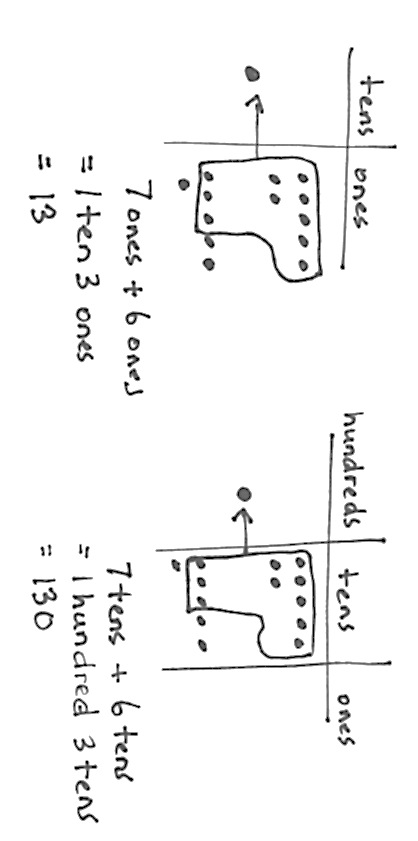 tens ones
7 ones + 6 ones
= 1 ten 3 ones
= 13
hundreds tens ones
7 tens + 6 tens
= 1 hundred 3 tens
= 130